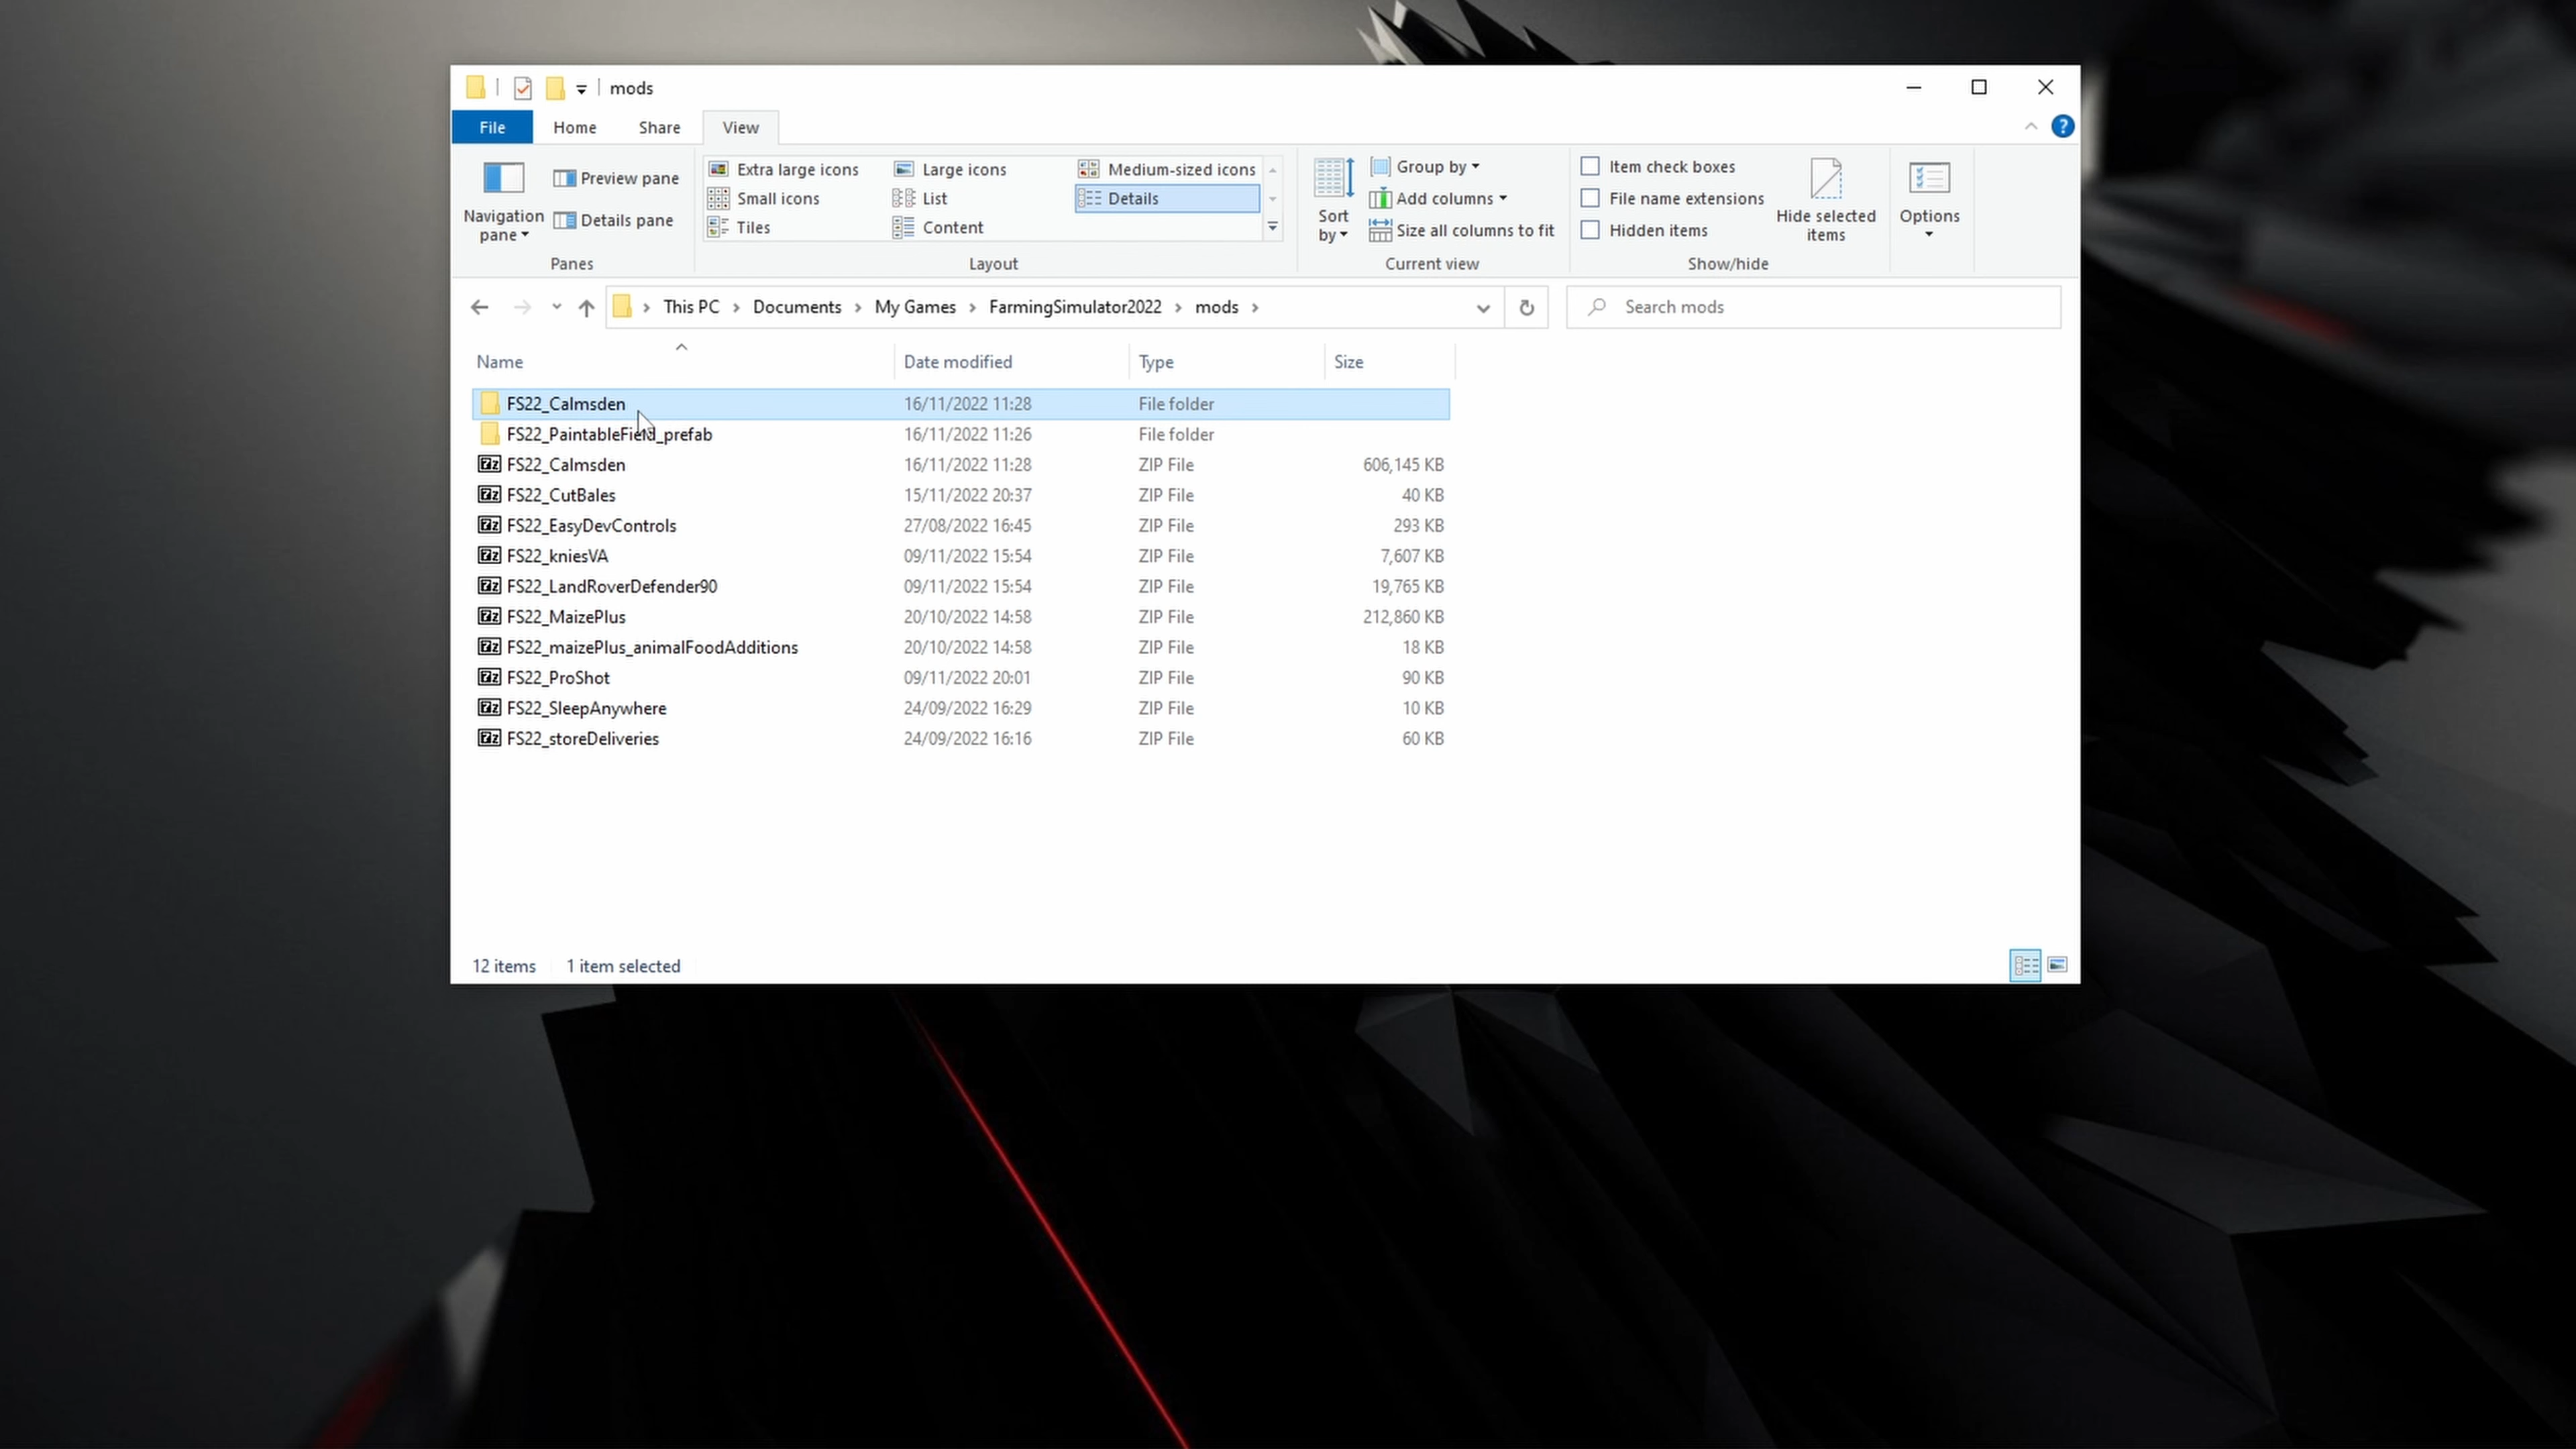 mods
File Home Share View
Navigation pane
Preview pane
Details pane
Panes
Extra large icons Large icons Medium-sized icons
Small icons List Details
Tiles Content
Layout
Sort by
Group by
Add columns
Size all columns to fit
Current view
Item check boxes
File name extensions
Hidden items
Hide selected items
Show/hide
Options
This PC Documents My Games FarmingSimulator2022 mods
Search mods
Name Date modified Type Size
FS22_Calmsden 16/11/2022 11:28 File folder
FS22_PaintableField_prefab 16/11/2022 11:26 File folder
FS22_Calmsden 16/11/2022 11:28 ZIP File 606,145 KB
FS22_CutBales 15/11/2022 20:37 ZIP File 40 KB
FS22_EasyDevControls 27/08/2022 16:45 ZIP File 293 KB
FS22_kniesVA 09/11/2022 15:54 ZIP File 7,607 KB
FS22_LandRoverDefender90 09/11/2022 15:54 ZIP File 19,765 KB
FS22_MaizePlus 20/10/2022 14:58 ZIP File 212,860 KB
FS22_maizePlus_animalFoodAdditions 20/10/2022 14:58 ZIP File 18 KB
FS22_ProShot 09/11/2022 20:01 ZIP File 90 KB
FS22_SleepAnywhere 24/09/2022 16:29 ZIP File 10 KB
FS22_storeDeliveries 24/09/2022 16:16 ZIP File 60 KB
12 items 1 item selected